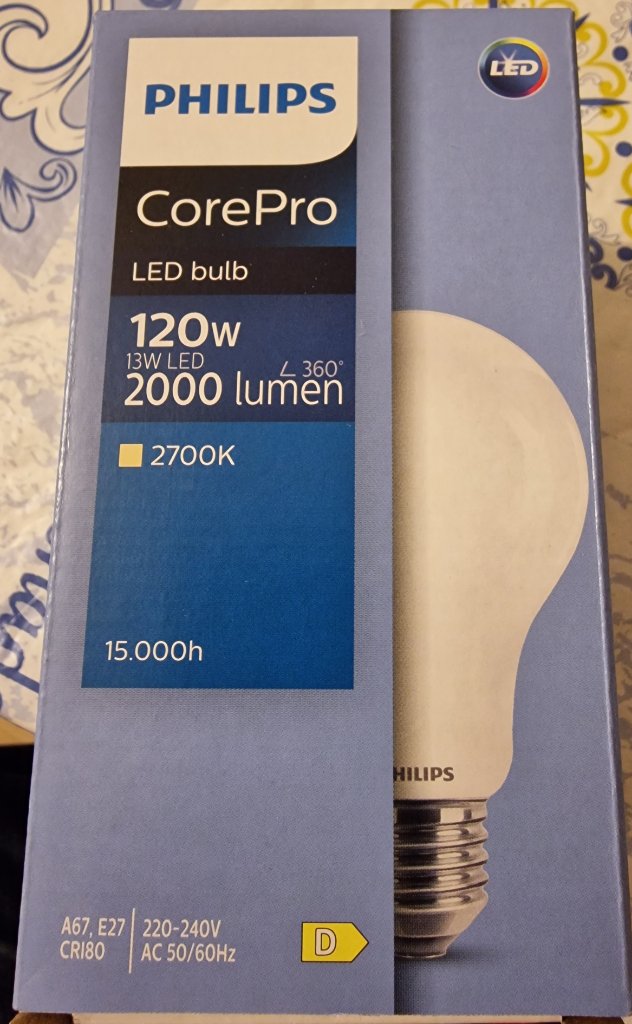 PHILIPS
LED
CorePro
LED bulb
120W
13W LED
∠ 360°
2000 lumen
2700K
15.000h
HILIPS
A67, E27
CRI80
220-240V
AC 50/60Hz
D